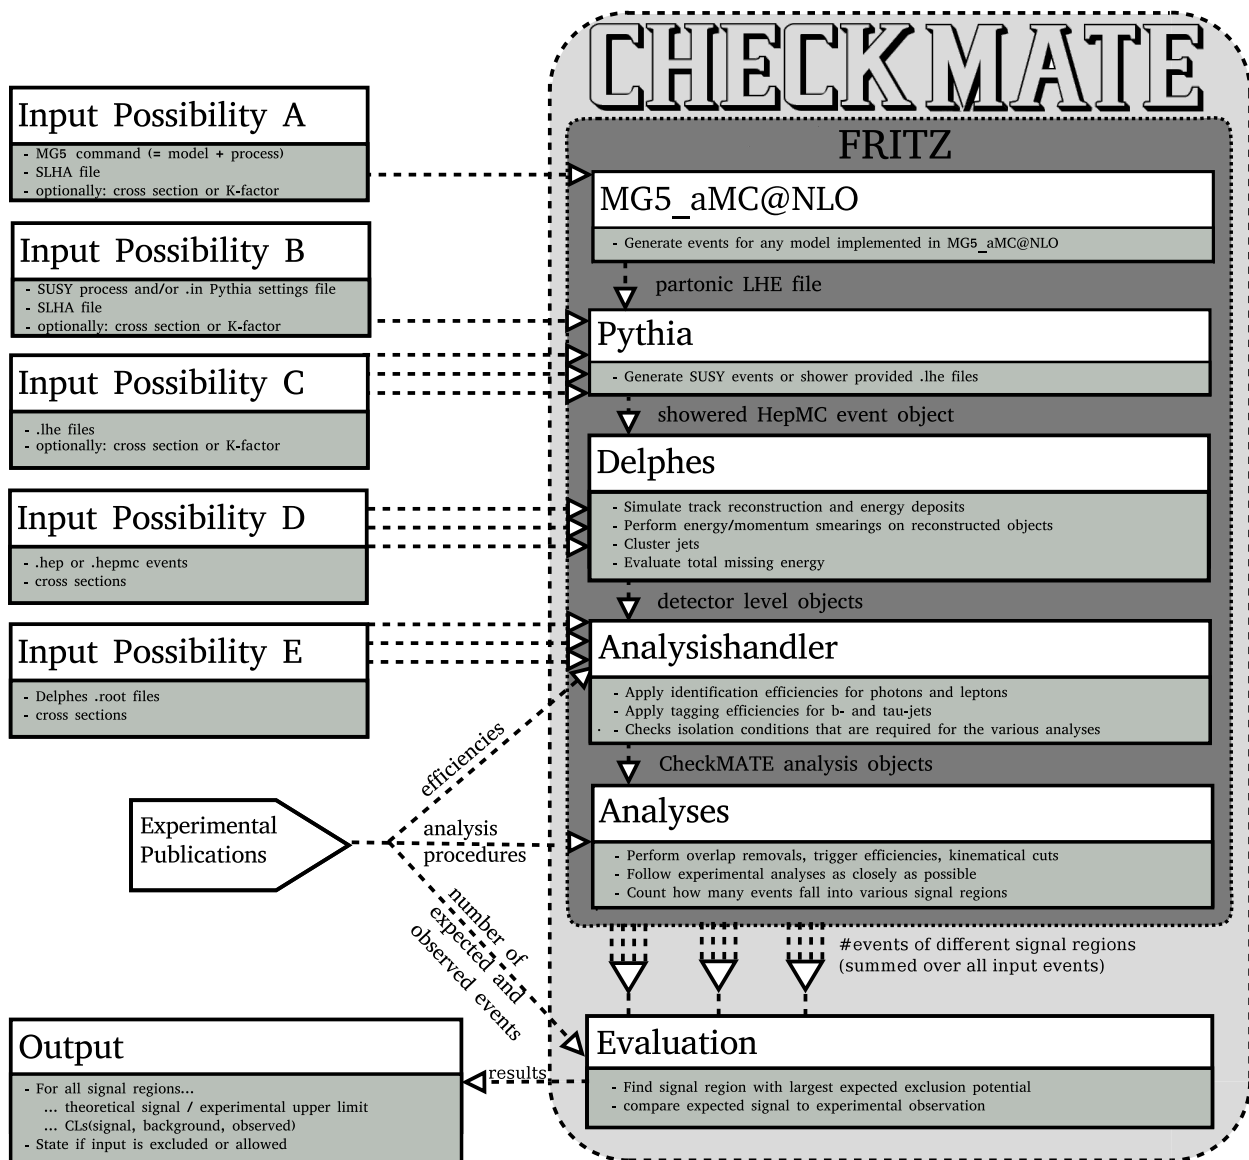 CHECKMATE
FRITZ
Input Possibility A
- MG5 command (= model + process)
- SLHA file
- optionally: cross section or K-factor
MG5_aMC@NLO
- Generate events for any model implemented in MG5_aMC@NLO
partonic LHE file
Input Possibility B
- SUSY process and/or .in Pythia settings file
- SLHA file
- optionally: cross section or K-factor
Pythia
- Generate SUSY events or shower provided .lhe files
showered HepMC event object
Input Possibility C
- .lhe files
- optionally: cross section or K-factor
Delphes
- Simulate track reconstruction and energy deposits
- Perform energy/momentum smearings on reconstructed objects
- Cluster jets
- Evaluate total missing energy
detector level objects
Input Possibility D
- .hep or .hepmc events
- cross sections
Input Possibility E
- Delphes .root files
- cross sections
Analysishandler
- Apply identification efficiencies for photons and leptons
- Apply tagging efficiencies for b- and tau-jets
- Checks isolation conditions that are required for the various analyses
CheckMATE analysis objects
Experimental
Publications
efficiencies
analysis
procedures
number of
expected and
observed events
Analyses
- Perform overlap removals, trigger efficiencies, kinematical cuts
- Follow experimental analyses as closely as possible
- Count how many events fall into various signal regions
#events of different signal regions
(summed over all input events)
Evaluation
- Find signal region with largest expected exclusion potential
- compare expected signal to experimental observation
results
Output
- For all signal regions...
... theoretical signal / experimental upper limit
... CLs(signal, background, observed)
- State if input is excluded or allowed